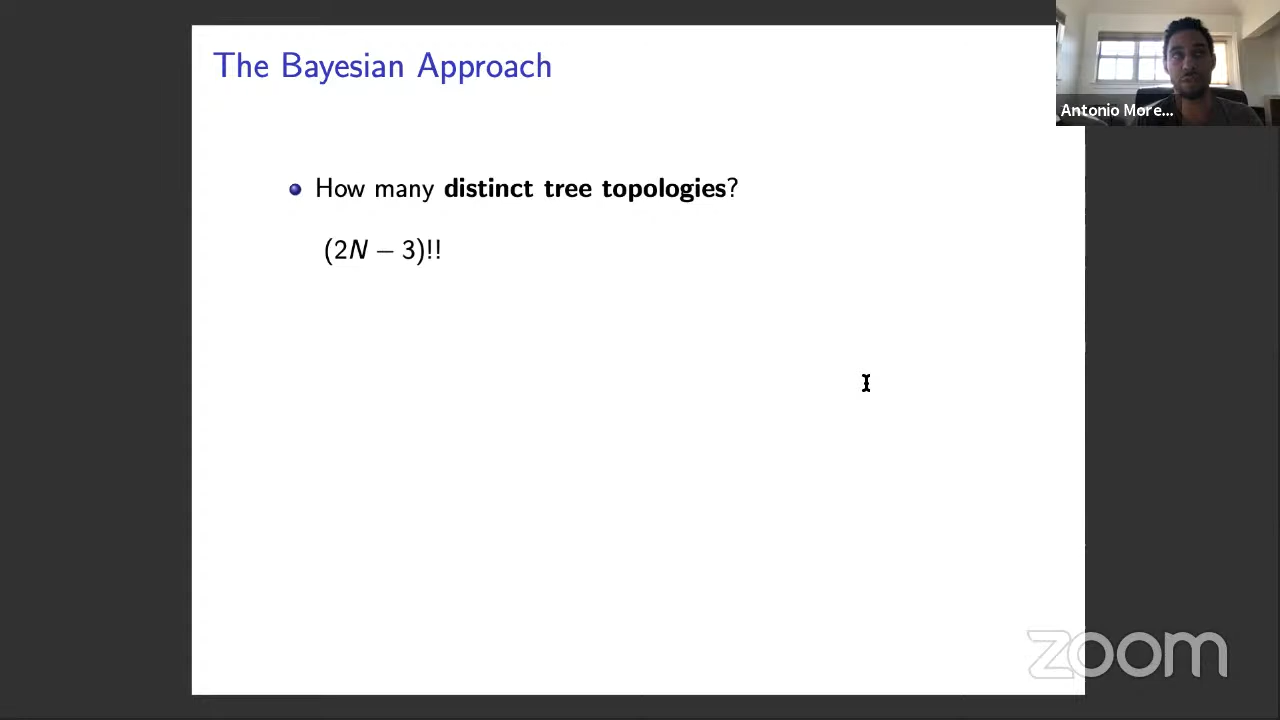 The Bayesian Approach
Antonio More...
How many distinct tree topologies?
(2N − 3)!!
zoom